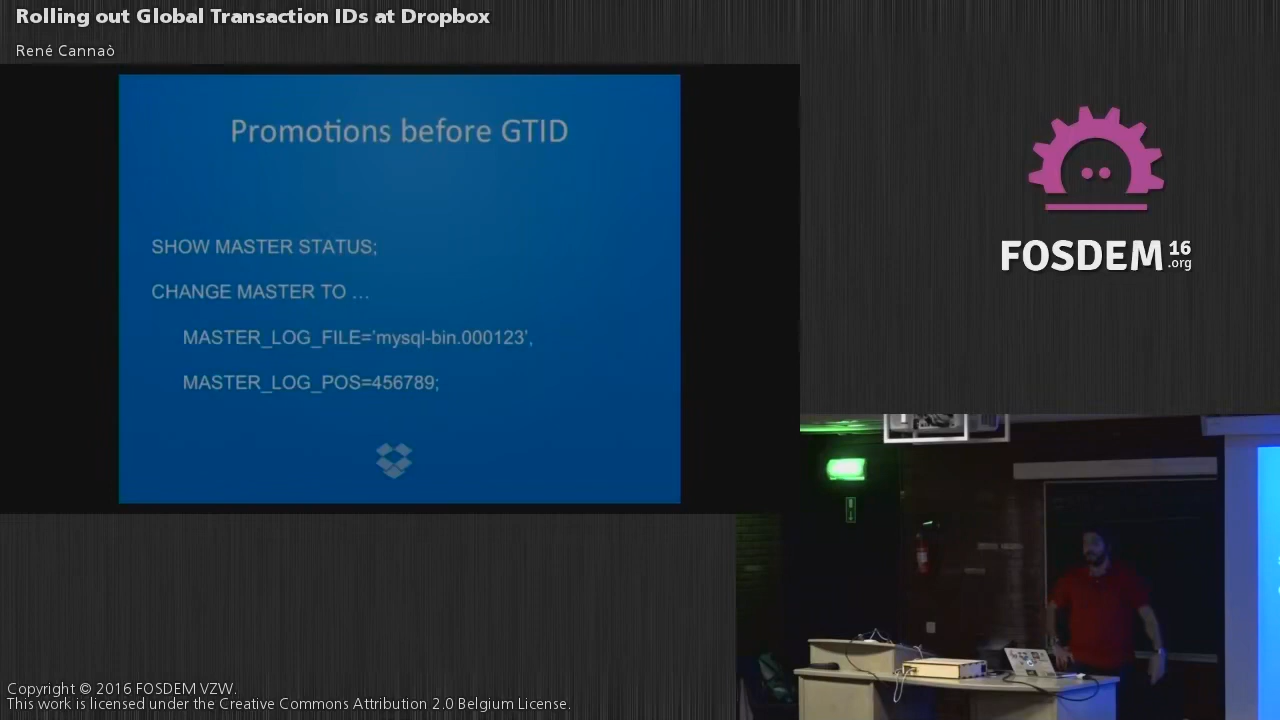 Rolling out Global Transaction IDs at Dropbox
René Cannaò
Promotions before GTID
SHOW MASTER STATUS;
CHANGE MASTER TO …
MASTER_LOG_FILE='mysql-bin.000123',
MASTER_LOG_POS=456789;
FOSDEM 16
.org
Copyright © 2016 FOSDEM VZW.
This work is licensed under the Creative Commons Attribution 2.0 Belgium License.